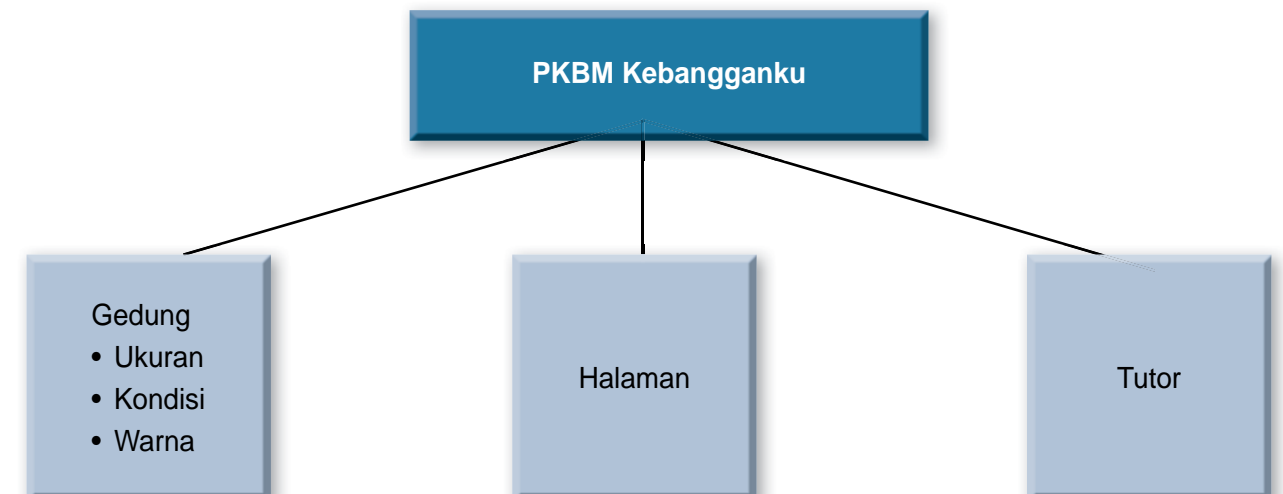 PKBM Kebangganku
Gedung
• Ukuran
• Kondisi
• Warna
Halaman
Tutor